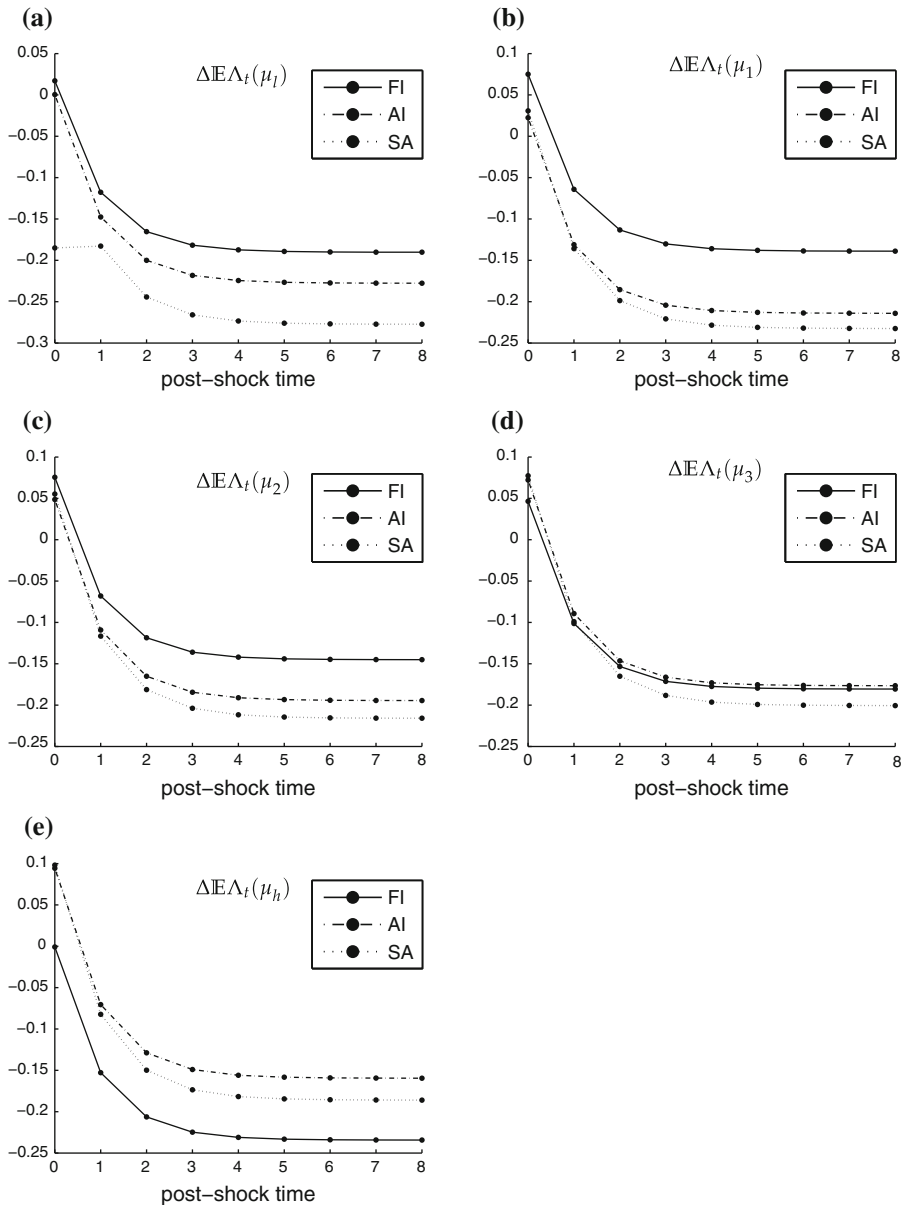 (a)
Δ𝔼Λt(μl)
FI
AI
SA
0.05
0
−0.05
−0.1
−0.15
−0.2
−0.25
−0.3
0 1 2 3 4 5 6 7 8
post−shock time
(b)
Δ𝔼Λt(μ1)
FI
AI
SA
0.1
0.05
0
−0.05
−0.1
−0.15
−0.2
−0.25
0 1 2 3 4 5 6 7 8
post−shock time
(c)
Δ𝔼Λt(μ2)
FI
AI
SA
0.1
0.05
0
−0.05
−0.1
−0.15
−0.2
−0.25
0 1 2 3 4 5 6 7 8
post−shock time
(d)
Δ𝔼Λt(μ3)
FI
AI
SA
0.1
0.05
0
−0.05
−0.1
−0.15
−0.2
−0.25
0 1 2 3 4 5 6 7 8
post−shock time
(e)
Δ𝔼Λt(μh)
FI
AI
SA
0.1
0.05
0
−0.05
−0.1
−0.15
−0.2
−0.25
0 1 2 3 4 5 6 7 8
post−shock time